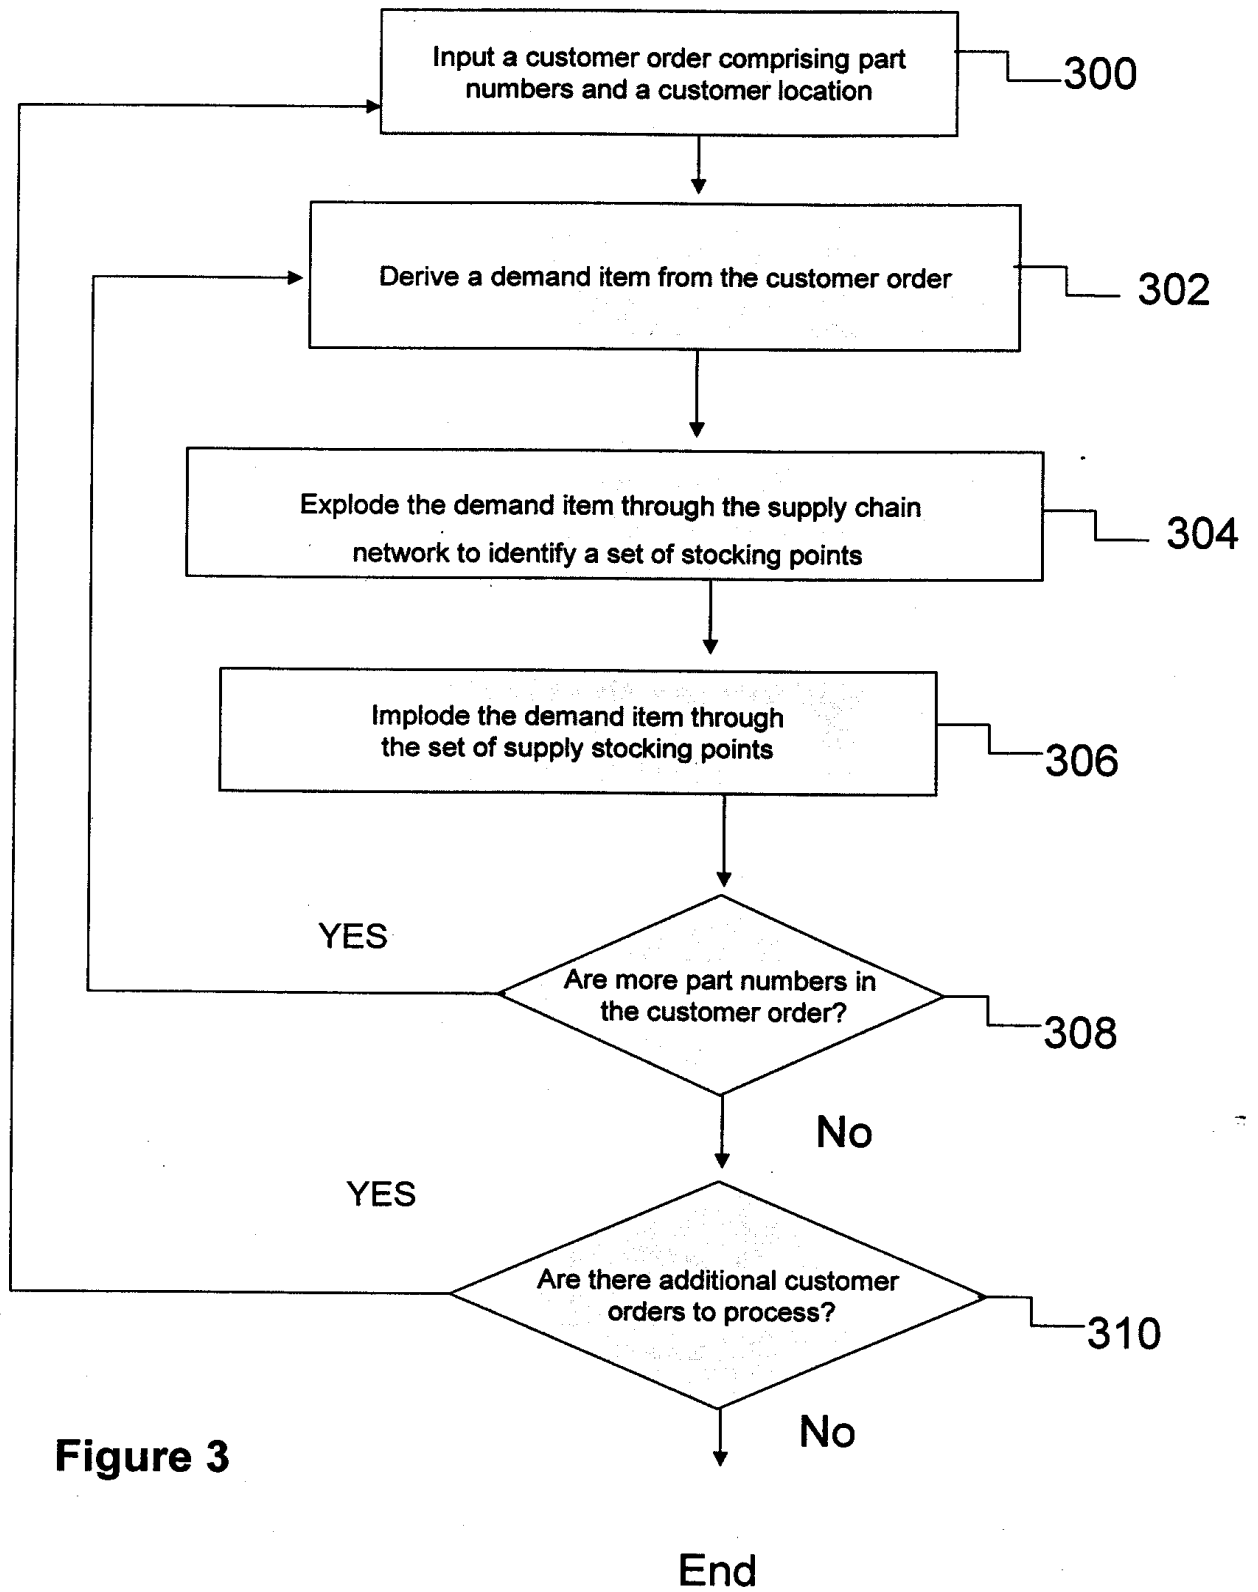 Input a customer order comprising part
numbers and a customer location
300
Derive a demand item from the customer order
302
Explode the demand item through the supply chain
network to identify a set of stocking points
304
Implode the demand item through
the set of supply stocking points
306
YES
Are more part numbers in
the customer order?
308
No
YES
Are there additional customer
orders to process?
310
No
Figure 3
End